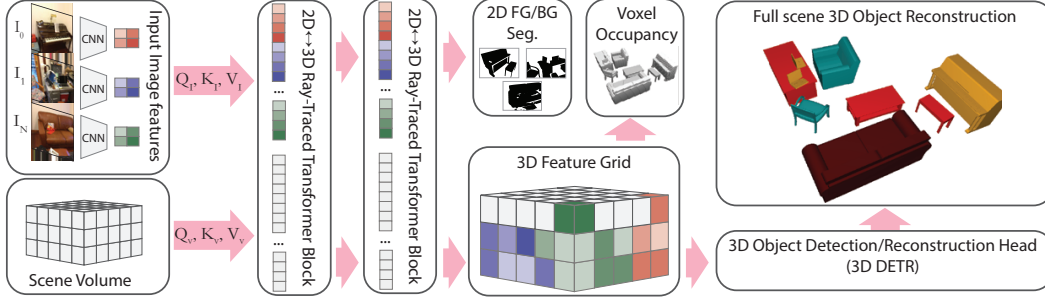 I0
CNN
I1
CNN
IN
CNN
Input Image features
QI, KI, VI
Scene Volume
Qv, Kv, Vv
2D↔3D Ray-Traced Transformer Block
...
...
2D↔3D Ray-Traced Transformer Block
...
...
2D FG/BG
Seg.
Voxel
Occupancy
3D Feature Grid
Full scene 3D Object Reconstruction
3D Object Detection/Reconstruction Head
(3D DETR)